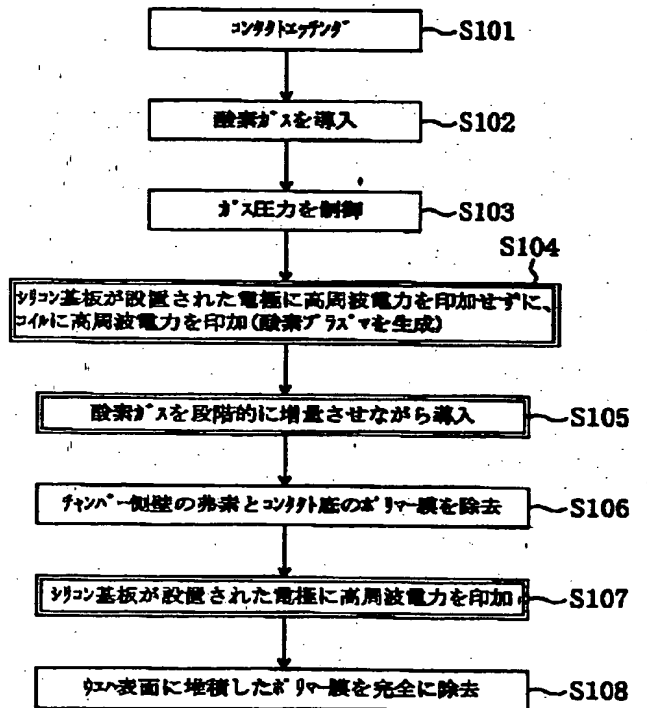 コンタクトエッチング S101
酸素ガスを導入 S102
ガス圧力を制御 S103
S104
シリコン基板が設置された電極に高周波電力を印加せずに、
コイルに高周波電力を印加(酸素プラズマを生成)
酸素ガスを段階的に増量させながら導入 S105
チャンバー側壁の弗素とコンタクト底のポリマー膜を除去 S106
シリコン基板が設置された電極に高周波電力を印加 S107
ウエハ表面に堆積したポリマー膜を完全に除去 S108